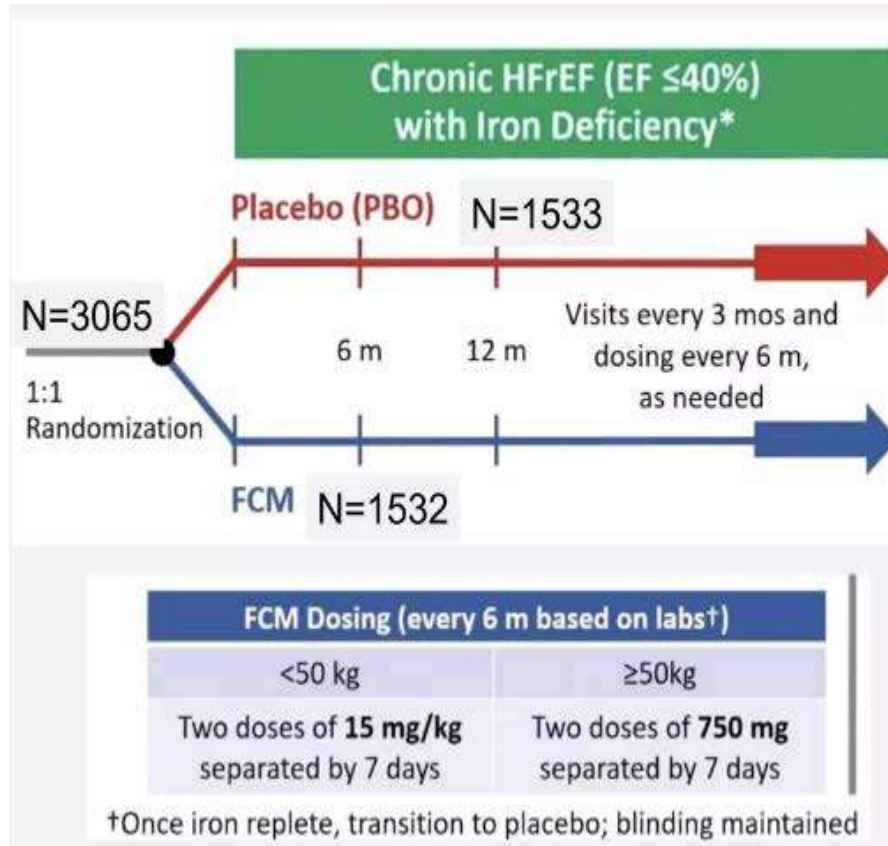 Chronic HFrEF (EF ≤40%)
with Iron Deficiency*
Placebo (PBO)
N=1533
N=3065
1:1
Randomization
6 m
12 m
Visits every 3 mos and
dosing every 6 m,
as needed
FCM
N=1532
FCM Dosing (every 6 m based on labs†)
<50 kg
≥50kg
Two doses of 15 mg/kg
separated by 7 days
Two doses of 750 mg
separated by 7 days
†Once iron replete, transition to placebo; blinding maintained